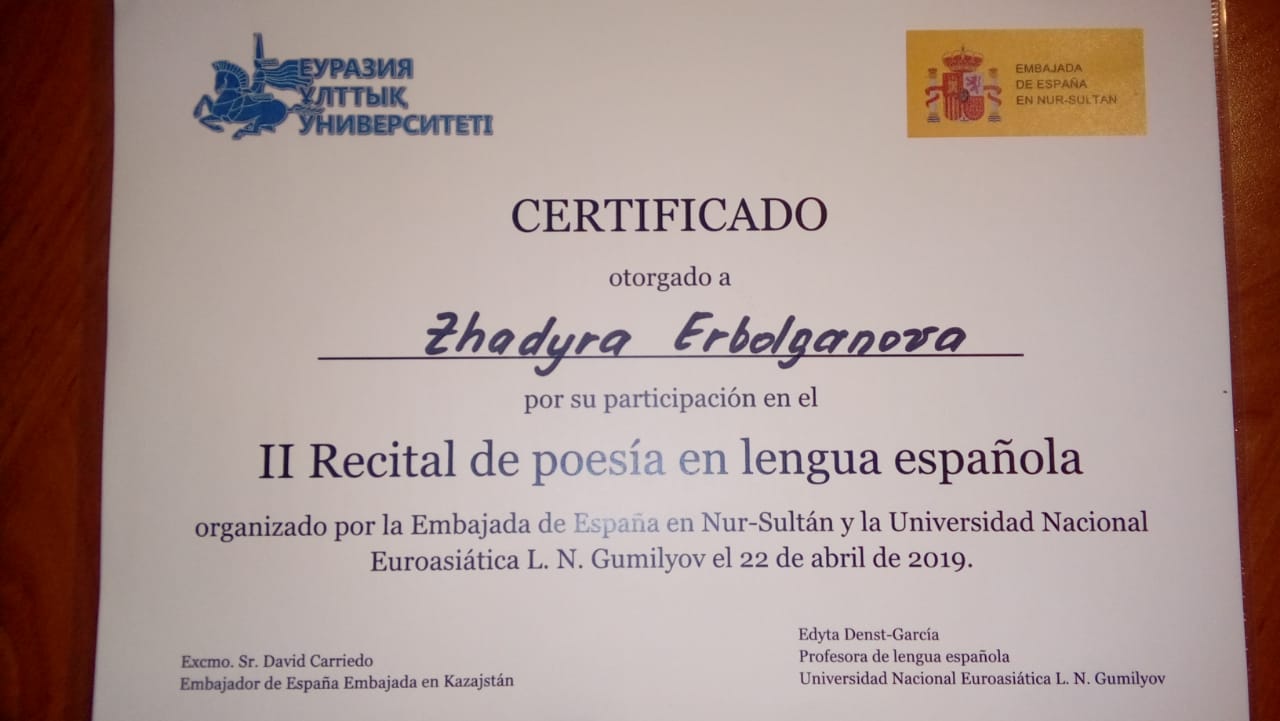 ЕУРАЗИЯ
ҰЛТТЫҚ
УНИВЕРСИТЕТІ
EMBAJADA
DE ESPAÑA
EN NUR-SULTAN
CERTIFICADO
otorgado a
Zhadyra Erbolganova
por su participación en el
II Recital de poesía en lengua española
organizado por la Embajada de España en Nur-Sultán y la Universidad Nacional
Euroasiática L. N. Gumilyov el 22 de abril de 2019.
Excmo. Sr. David Carriedo
Embajador de España Embajada en Kazajstán
Edyta Denst-García
Profesora de lengua española
Universidad Nacional Euroasiática L. N. Gumilyov